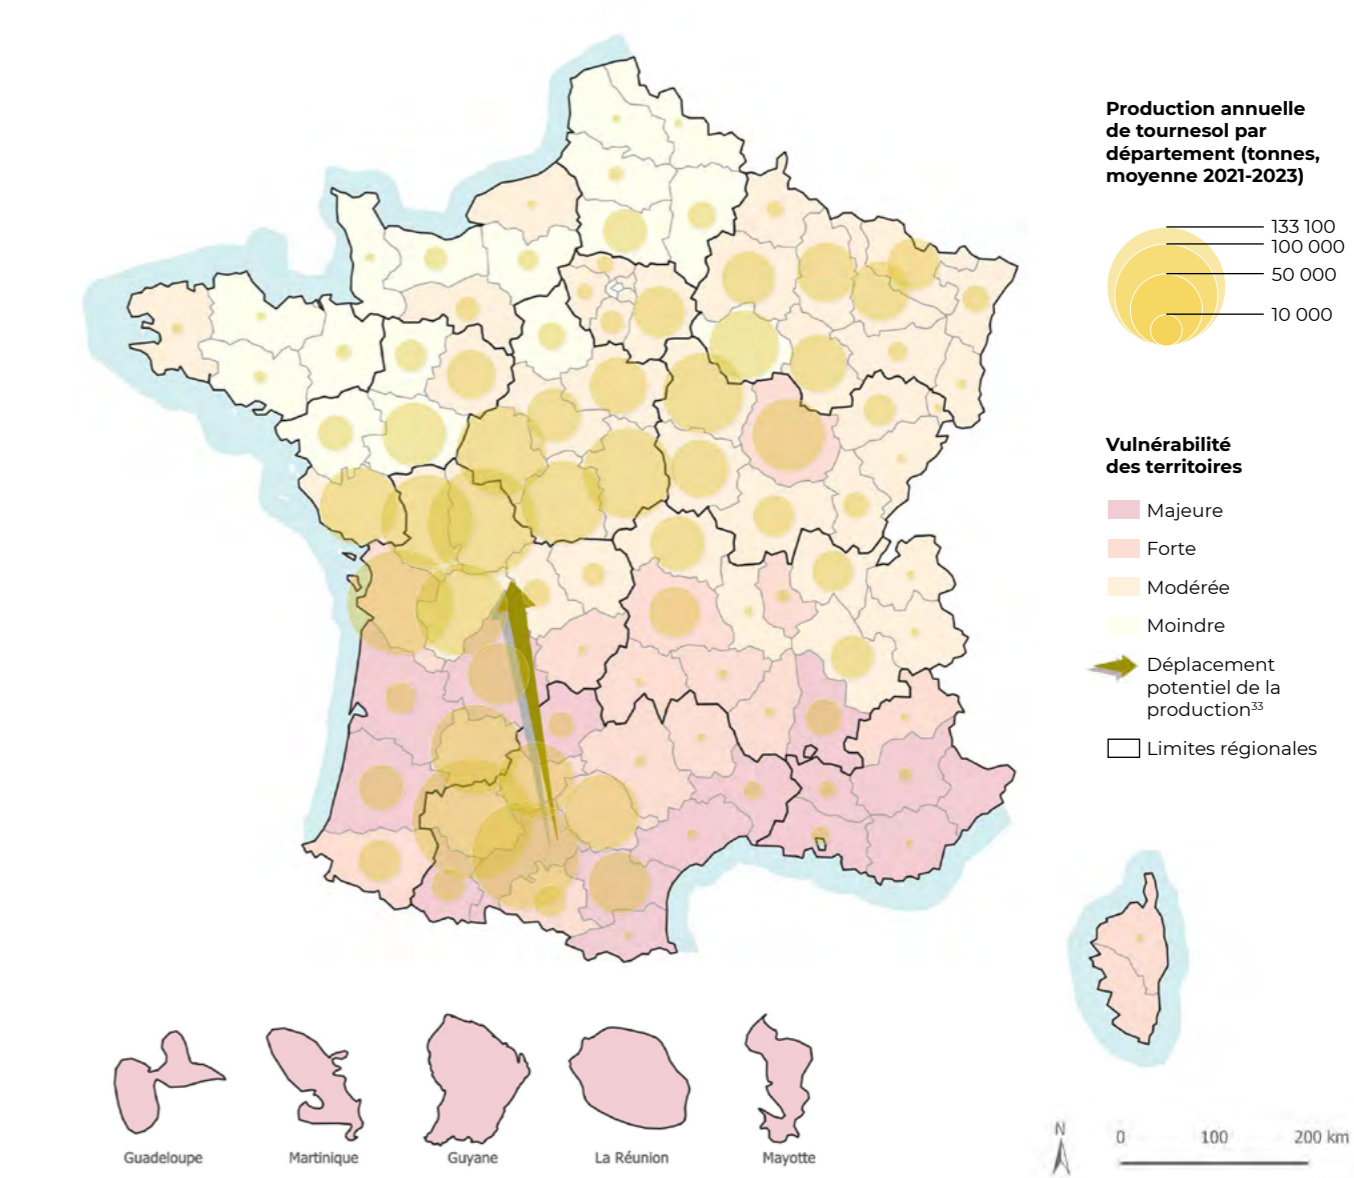 Production annuelle
de tournesol par
département (tonnes,
moyenne 2021-2023)
133 100
100 000
50 000
10 000
Vulnérabilité
des territoires
Majeure
Forte
Modérée
Moindre
Déplacement
potentiel de la
production³³
Limites régionales
Guadeloupe
Martinique
Guyane
La Réunion
Mayotte
N
0 100 200 km